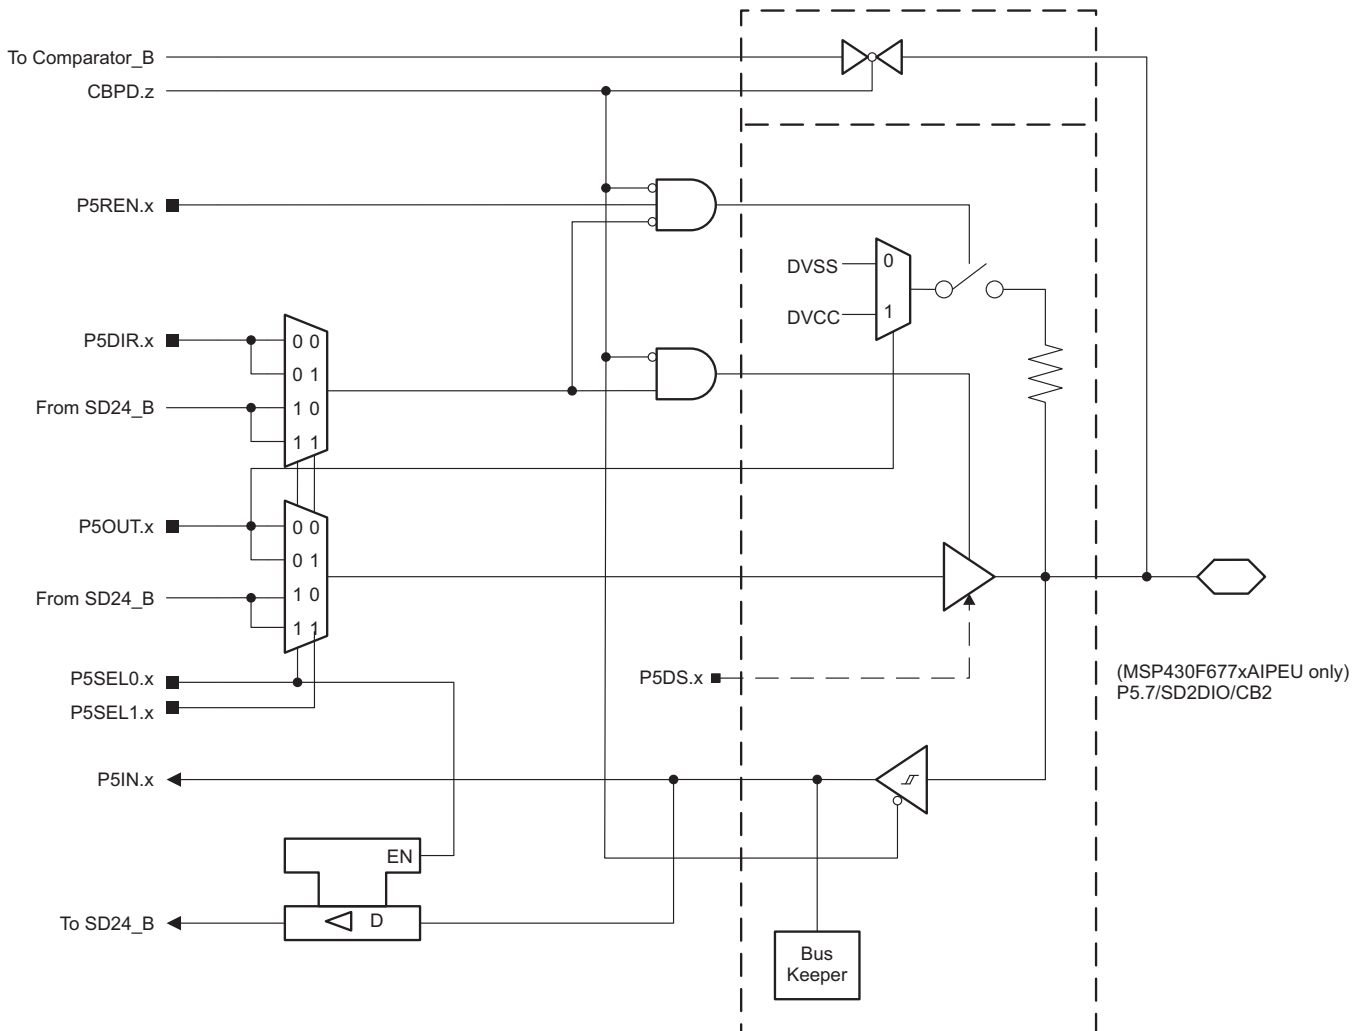 To Comparator_B
CBPD.z
P5REN.x
DVSS
0
DVCC
1
P5DIR.x
0 0
0 1
From SD24_B
1 0
1 1
P5OUT.x
0 0
0 1
From SD24_B
1 0
1 1
P5SEL0.x
P5SEL1.x
P5DS.x
(MSP430F677xAIPEU only)
P5.7/SD2DIO/CB2
P5IN.x
EN
To SD24_B
D
Bus
Keeper